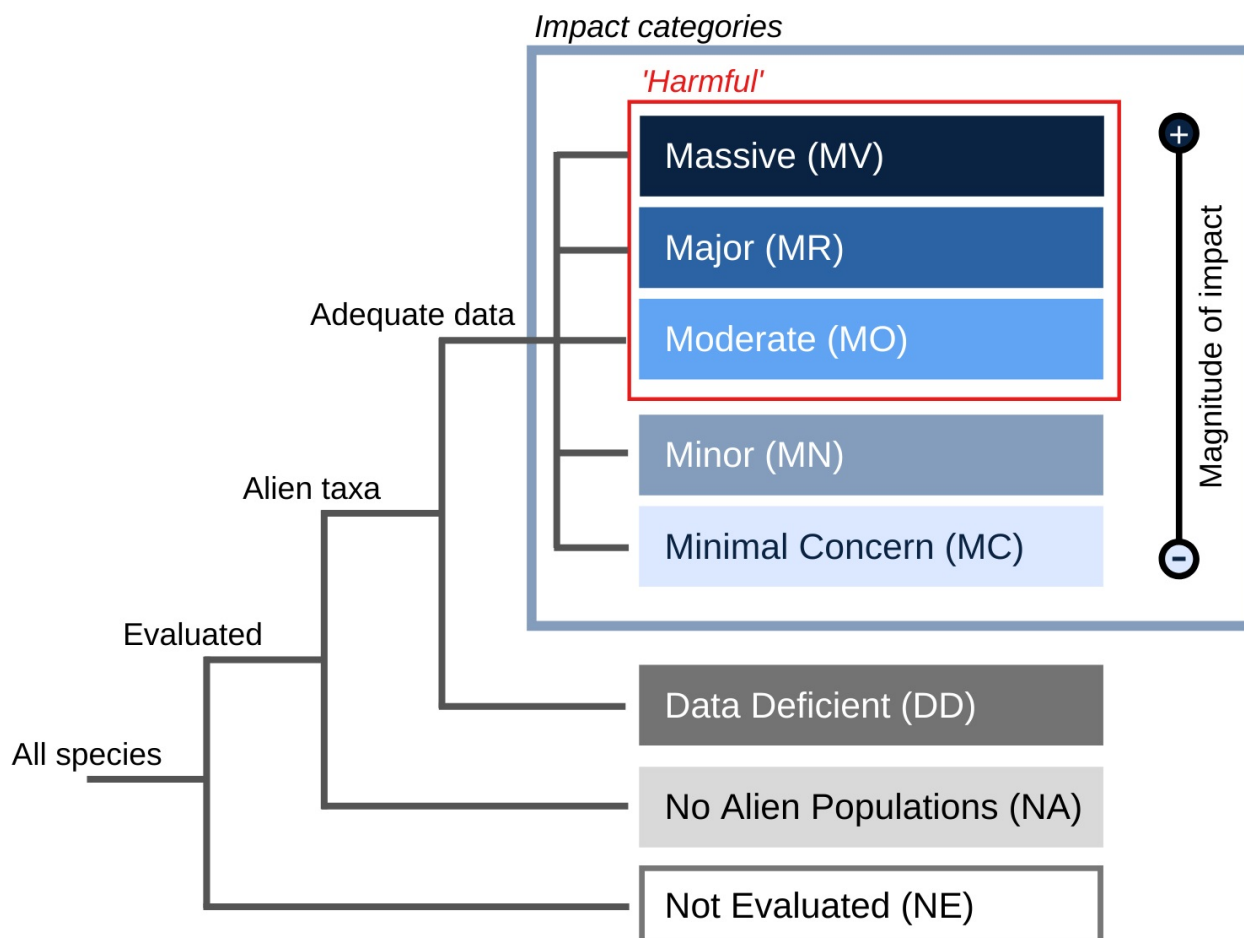 Impact categories
'Harmful'
Massive (MV)
Major (MR)
Moderate (MO)
Minor (MN)
Minimal Concern (MC)
+
Magnitude of impact
-
Adequate data
Alien taxa
Evaluated
All species
Data Deficient (DD)
No Alien Populations (NA)
Not Evaluated (NE)